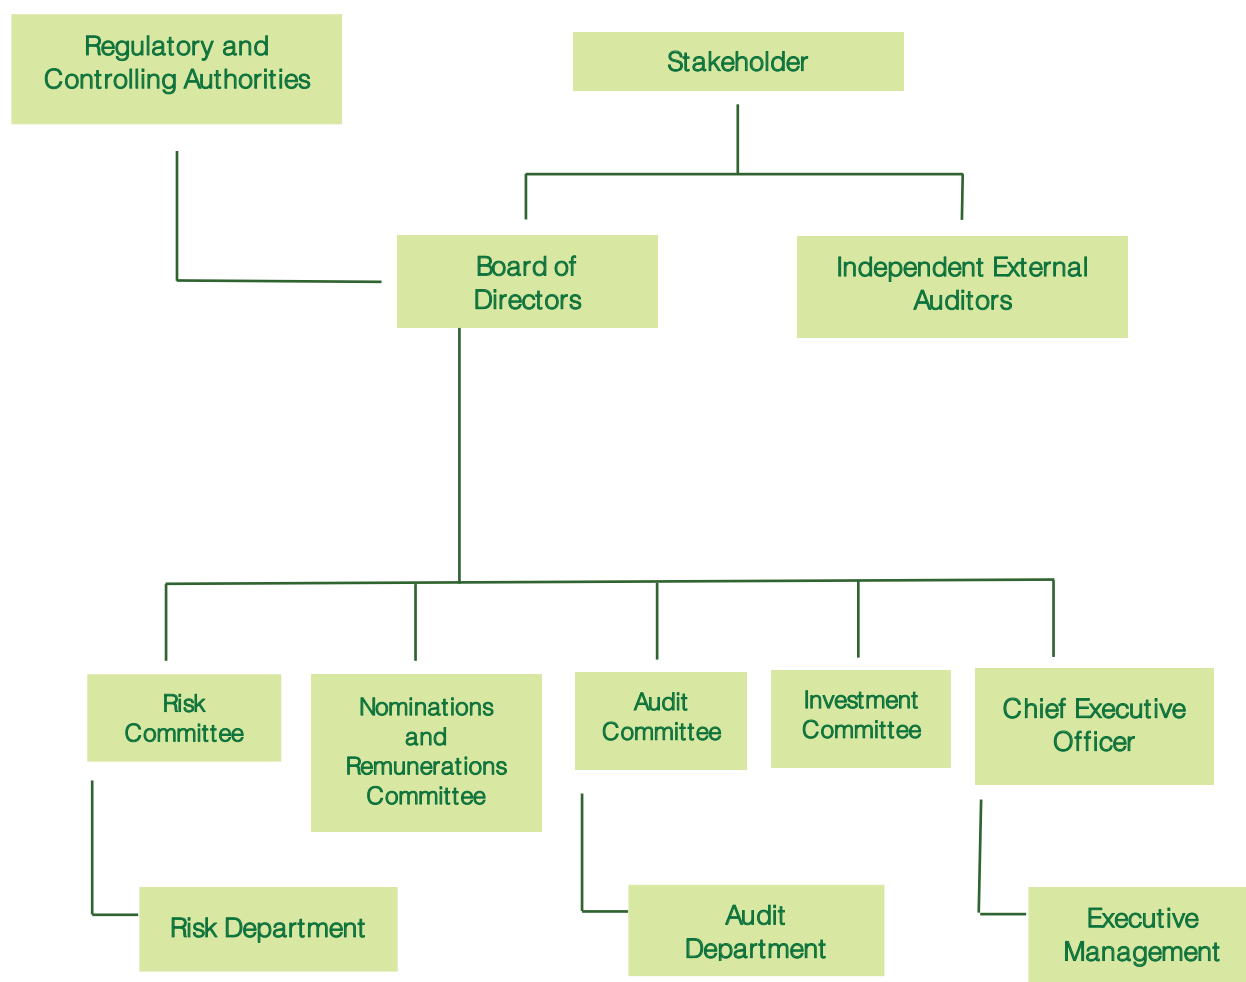 Regulatory and
Controlling Authorities
Stakeholder
Board of
Directors
Independent External
Auditors
Risk
Committee
Nominations
and
Remunerations
Committee
Audit
Committee
Investment
Committee
Chief Executive
Officer
Risk Department
Audit
Department
Executive
Management